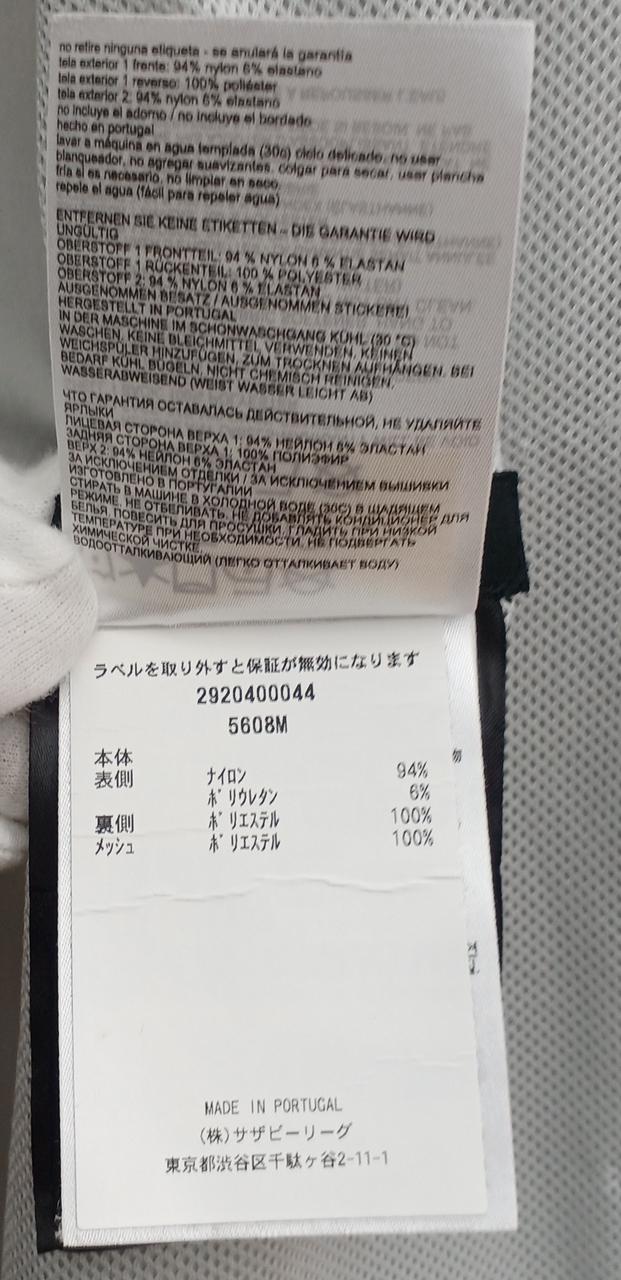 no retire ninguna etiqueta - se anulará la garantía
tela exterior 1 frente: 94% nylon 6% elastano
tela exterior 1 reverso: 100% poliéster
tela exterior 2: 94% nylon 6% elastano
no incluye el adorno / no incluye el bordado
hecho en portugal
lavar a máquina en agua templada (30o) ciclo delicado. no usar
blanqueador, no agregar suavizantes. colgar para secar. usar plancha
fría si es necesario, no limpiar en seco.
repele el agua (fácil para repeler agua)
ENTFERNEN SIE KEINE ETIKETTEN - DIE GARANTIE WIRD
UNGÜLTIG
OBERSTOFF 1 FRONTTEIL: 94 % NYLON 6 % ELASTAN
OBERSTOFF 1 RÜCKENTEIL: 100 % POLYESTER
OBERSTOFF 2: 94 % NYLON 6 % ELASTAN
AUSGENOMMEN BESATZ / AUSGENOMMEN STICKEREI
HERGESTELLT IN PORTUGAL
IN DER MASCHINE IM SCHONWASCHGANG KÜHL (30 °C)
WASCHEN, KEINE BLEICHMITTEL VERWENDEN. KEINEN
WEICHSPÜLER HINZUFÜGEN. ZUM TROCKNEN AUFHÄNGEN. BEI
BEDARF KÜHL BÜGELN. NICHT CHEMISCH REINIGEN.
WASSERABWEISEND (WEIST WASSER LEICHT AB)
ЧТО ГАРАНТИЯ ОСТАВАЛАСЬ ДЕЙСТВИТЕЛЬНОЙ, НЕ УДАЛЯЙТЕ
ЯРЛЫКИ
ЛИЦЕВАЯ СТОРОНА ВЕРХА 1: 94% НЕЙЛОН 6% ЭЛАСТАН
ЗАДНЯЯ СТОРОНА ВЕРХА 1: 100% ПОЛИЭФИР
ВЕРХ 2: 94% НЕЙЛОН 6% ЭЛАСТАН
ЗА ИСКЛЮЧЕНИЕМ ОТДЕЛКИ / ЗА ИСКЛЮЧЕНИЕМ ВЫШИВКИ
ИЗГОТОВЛЕНО В ПОРТУГАЛИИ
СТИРАТЬ В МАШИНЕ В ХОЛОДНОЙ ВОДЕ (30C) В ЩАДЯЩЕМ
РЕЖИМЕ. НЕ ОТБЕЛИВАТЬ. НЕ ДОБАВЛЯТЬ КОНДИЦИОНЕР ДЛЯ
БЕЛЬЯ. ПОВЕСИТЬ ДЛЯ ПРОСУШКИ. ГЛАДИТЬ ПРИ НИЗКОЙ
ТЕМПЕРАТУРЕ ПРИ НЕОБХОДИМОСТИ. НЕ ПОДВЕРГАТЬ
ХИМИЧЕСКОЙ ЧИСТКЕ.
ВОДООТТАЛКИВАЮЩИЙ (ЛЕГКО ОТТАЛКИВАЕТ ВОДУ)
ラベルを取り外すと保証が無効になります
2920400044
5608M
本体
表側 ナイロン 94%
ポリウレタン 6%
裏側 ポリエステル 100%
メッシュ ポリエステル 100%
MADE IN PORTUGAL
(株)サザビーリーグ
東京都渋谷区千駄ヶ谷2-11-1